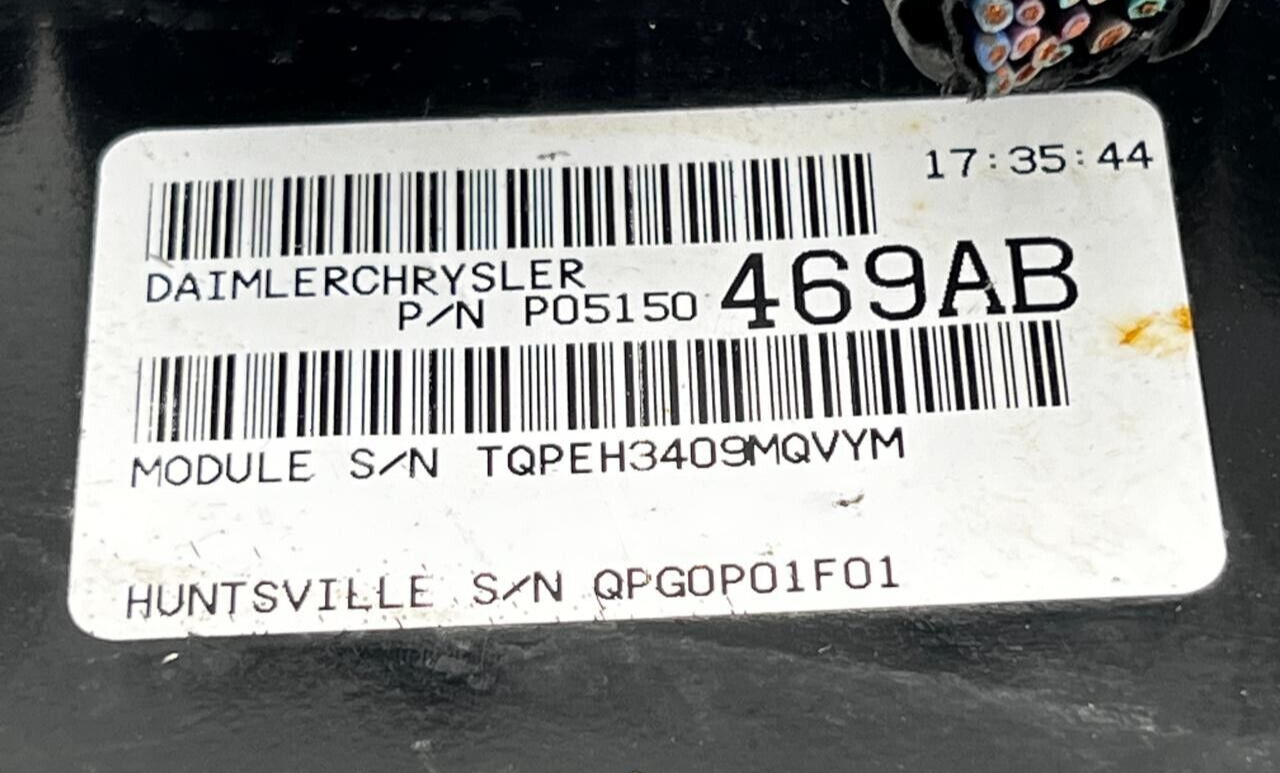 17:35:44
DAIMLERCHRYSLER
P/N P05150 469AB
MODULE S/N TQPEH3409MQVYM
HUNTSVILLE S/N QPG0P01F01